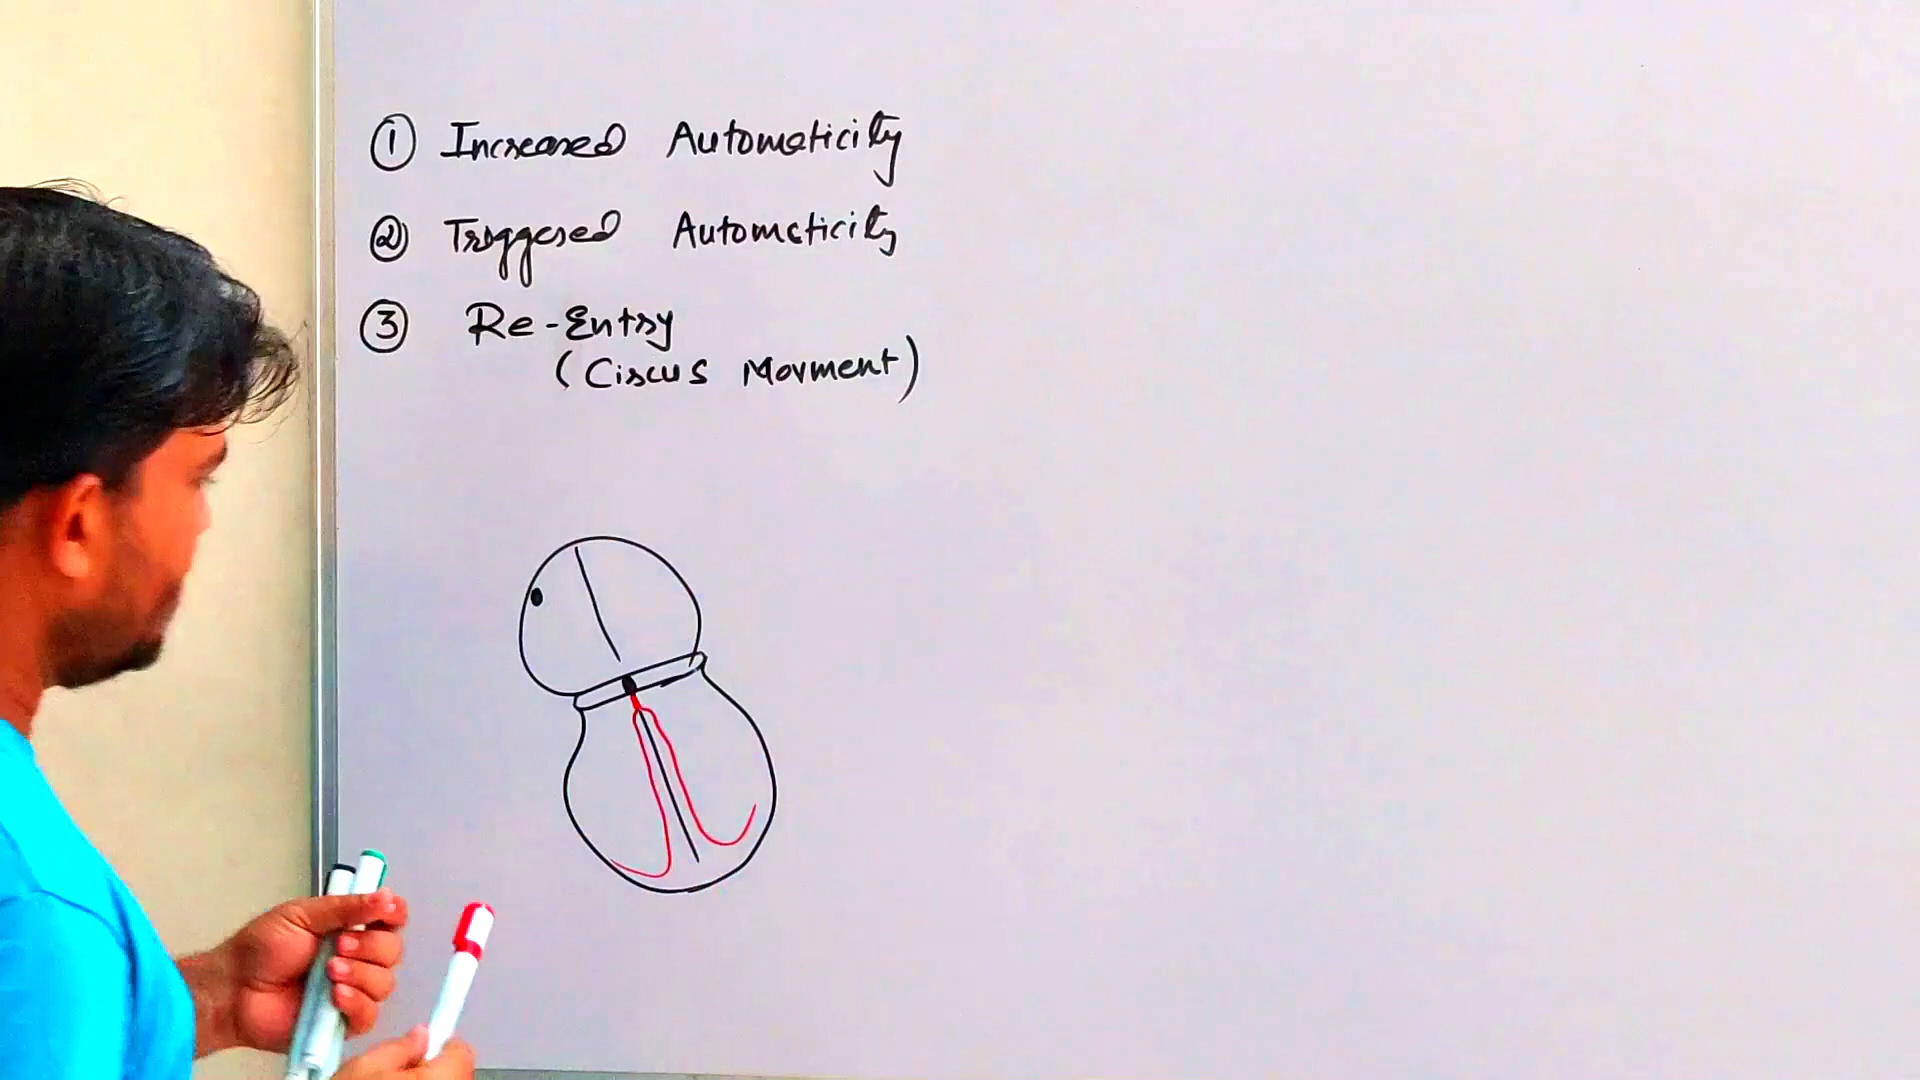 ① Increased Automaticity
② Triggered Automaticity
③ Re-Entry
(Circus Movment)